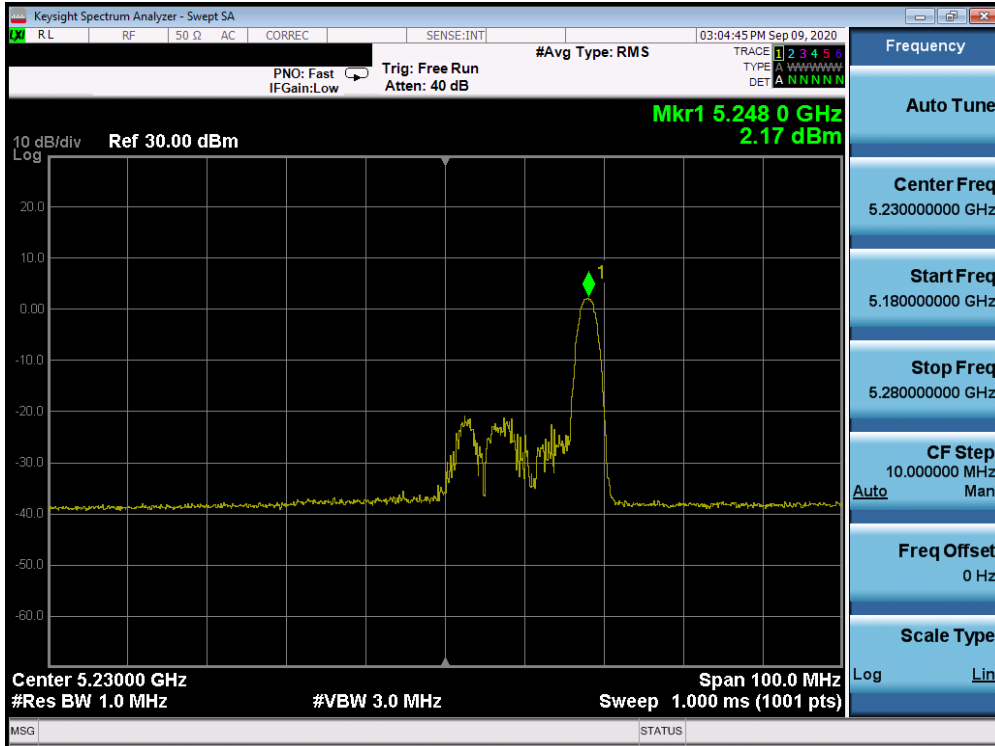 Keysight Spectrum Analyzer - Swept SA
LXI RL RF 50 Ω AC CORREC SENSE:INT 03:04:45 PM Sep 09, 2020
#Avg Type: RMS TRACE 1 2 3 4 5 6
PNO: Fast Trig: Free Run TYPE A WWWWW
IFGain:Low Atten: 40 dB DET A N N N N N
Mkr1 5.248 0 GHz
2.17 dBm
10 dB/div Ref 30.00 dBm
Log
20.0
10.0
1
0.00
-10.0
-20.0
-30.0
-40.0
-50.0
-60.0
Center 5.23000 GHz Span 100.0 MHz
#Res BW 1.0 MHz #VBW 3.0 MHz Sweep 1.000 ms (1001 pts)
MSG STATUS
Frequency
Auto Tune
Center Freq
5.230000000 GHz
Start Freq
5.180000000 GHz
Stop Freq
5.280000000 GHz
CF Step
10.000000 MHz
Auto Man
Freq Offset
0 Hz
Scale Type
Log Lin